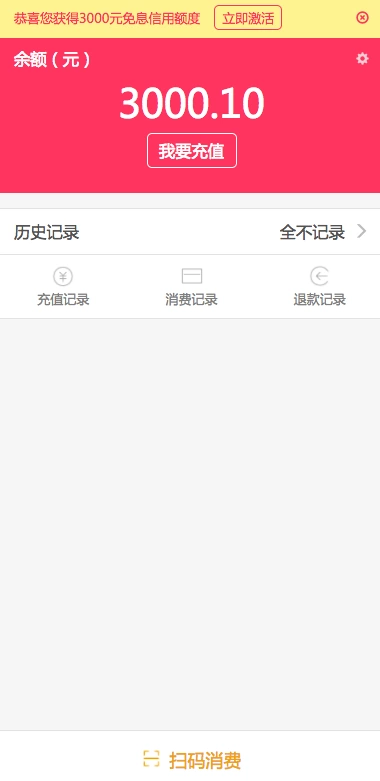 恭喜您获得3000元免息信用额度 立即激活
余额（元）
3000.10
我要充值
历史记录 全不记录
充值记录 消费记录 退款记录
扫码消费